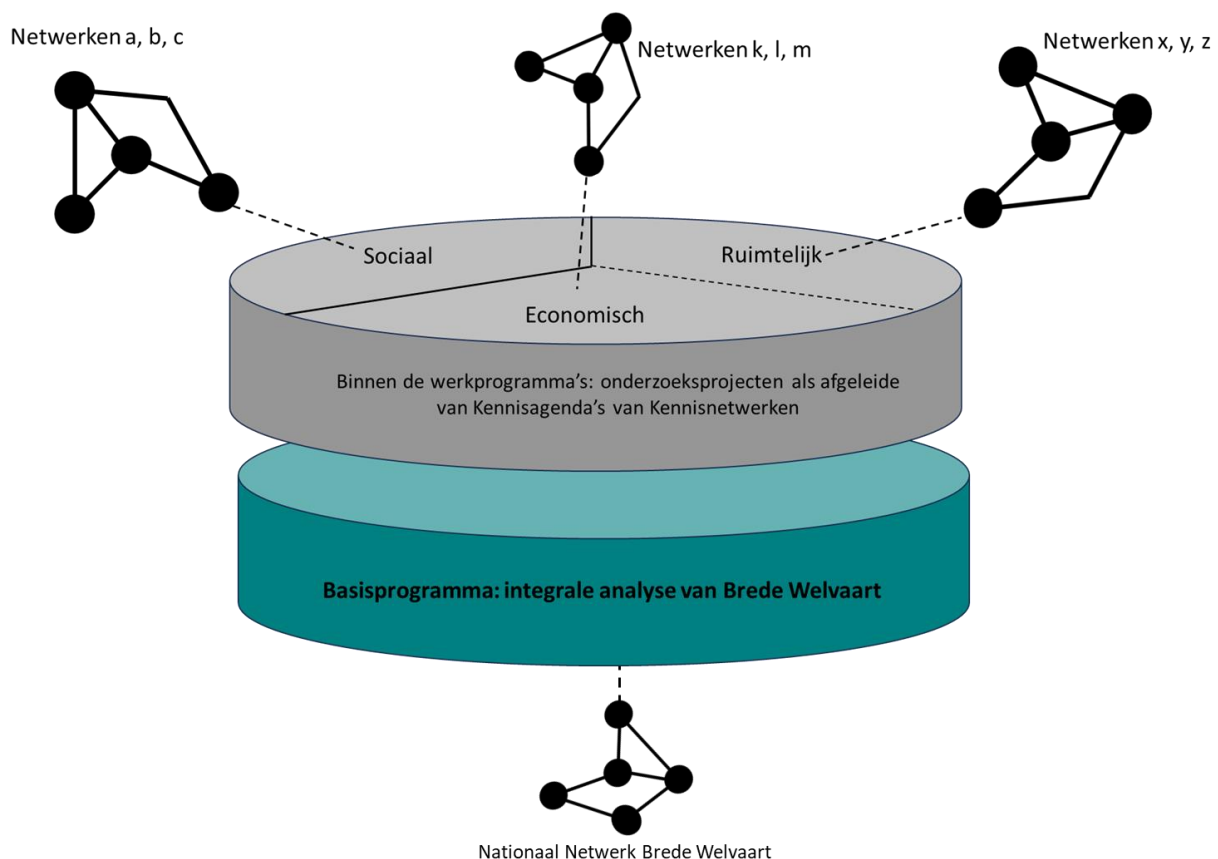 Netwerken a, b, c
Netwerken k, l, m
Netwerken x, y, z
Sociaal
Ruimtelijk
Economisch
Binnen de werkprogramma's: onderzoeksprojecten als afgeleide
van Kennisagenda's van Kennisnetwerken
Basisprogramma: integrale analyse van Brede Welvaart
Nationaal Netwerk Brede Welvaart